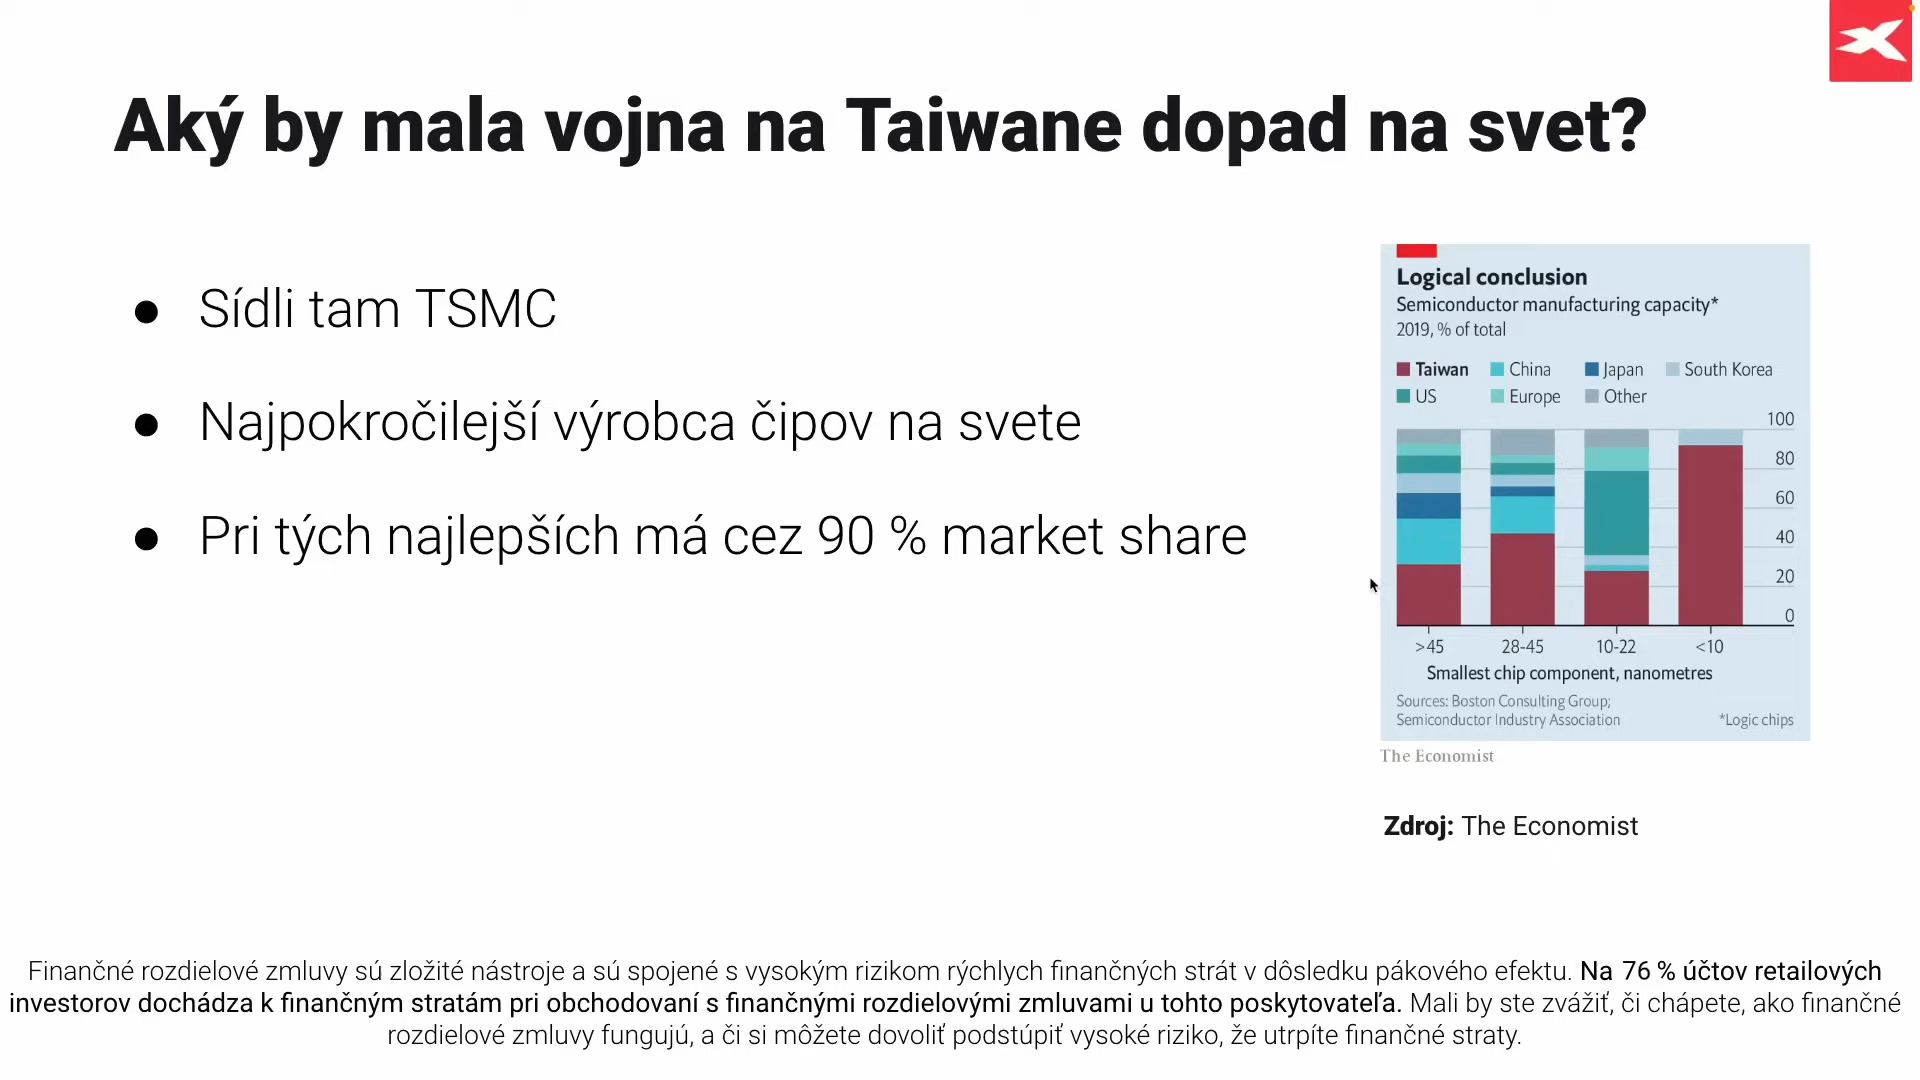 Aký by mala vojna na Taiwane dopad na svet?
● Sídli tam TSMC
● Najpokročilejší výrobca čipov na svete
● Pri tých najlepších má cez 90 % market share
Logical conclusion
Semiconductor manufacturing capacity*
2019, % of total
Taiwan China Japan South Korea
US Europe Other
100
80
60
40
20
0
>45 28-45 10-22 <10
Smallest chip component, nanometres
Sources: Boston Consulting Group;
Semiconductor Industry Association *Logic chips
The Economist
Zdroj: The Economist
Finančné rozdielové zmluvy sú zložité nástroje a sú spojené s vysokým rizikom rýchlych finančných strát v dôsledku pákového efektu. Na 76 % účtov retailových
investorov dochádza k finančným stratám pri obchodovaní s finančnými rozdielovými zmluvami u tohto poskytovateľa. Mali by ste zvážiť, či chápete, ako finančné
rozdielové zmluvy fungujú, a či si môžete dovoliť podstúpiť vysoké riziko, že utrpíte finančné straty.